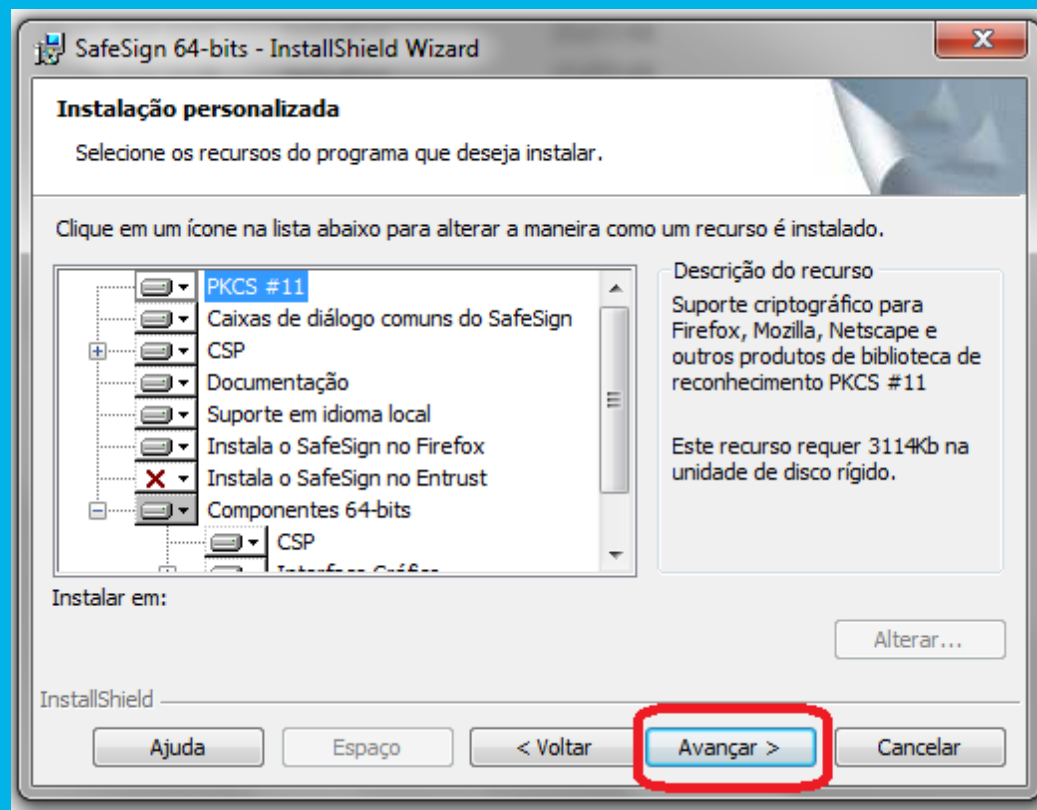 SafeSign 64-bits - InstallShield Wizard
Instalação personalizada
Selecione os recursos do programa que deseja instalar.
Clique em um ícone na lista abaixo para alterar a maneira como um recurso é instalado.
PKCS #11
Caixas de diálogo comuns do SafeSign
CSP
Documentação
Suporte em idioma local
Instala o SafeSign no Firefox
Instala o SafeSign no Entrust
Componentes 64-bits
CSP
Interface Gráfica
Descrição do recurso
Suporte criptográfico para
Firefox, Mozilla, Netscape e
outros produtos de biblioteca de
reconhecimento PKCS #11
Este recurso requer 3114Kb na
unidade de disco rígido.
Instalar em:
Alterar...
InstallShield
Ajuda
Espaço
< Voltar
Avançar >
Cancelar